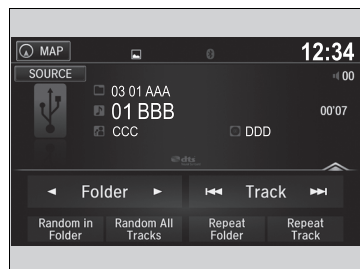 MAP
12:34
SOURCE
00
03 01 AAA
01 BBB
00'07
CCC
DDD
dts
Folder
Track
Random in Folder
Random All Tracks
Repeat Folder
Repeat Track